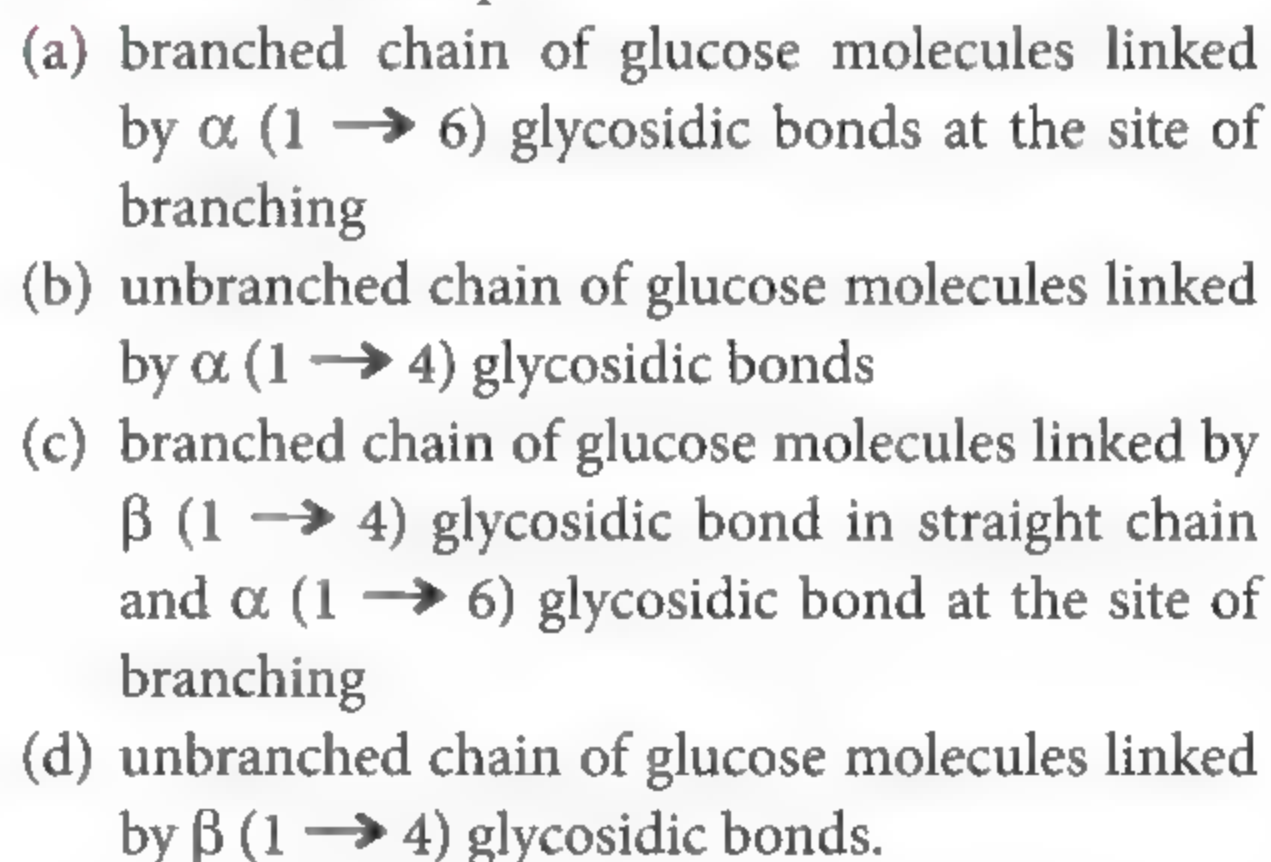 (a) branched chain of glucose molecules linked
by α (1 → 6) glycosidic bonds at the site of
branching
(b) unbranched chain of glucose molecules linked
by α (1 → 4) glycosidic bonds
(c) branched chain of glucose molecules linked by
β (1 → 4) glycosidic bond in straight chain
and α (1 → 6) glycosidic bond at the site of
branching
(d) unbranched chain of glucose molecules linked
by β (1 → 4) glycosidic bonds.